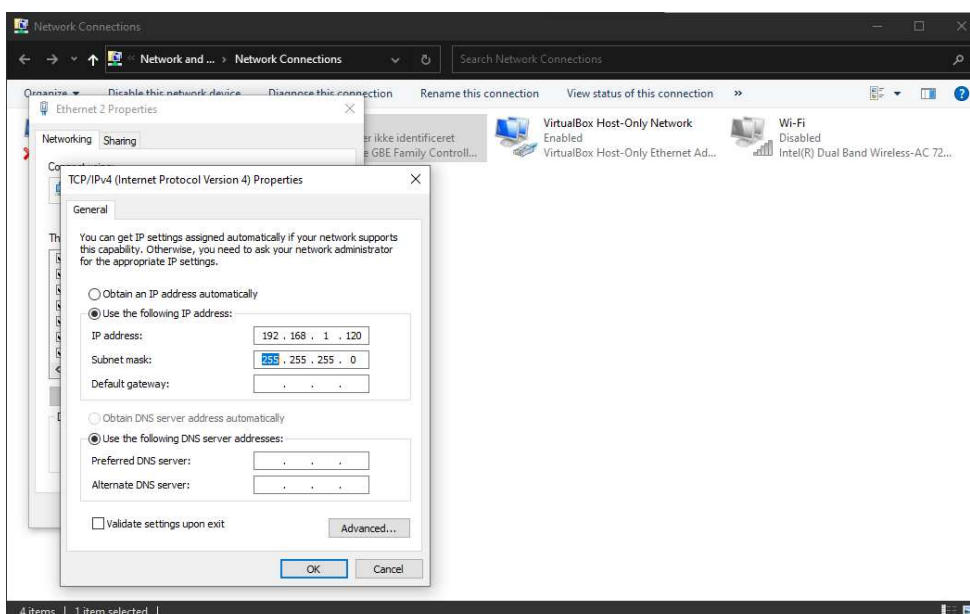 Network Connections
Network and ... › Network Connections
Search Network Connections
Organize
Disable this network device
Diagnose this connection
Rename this connection
View status of this connection
»
Ethernet 2 Properties
Networking
Sharing
er ikke identificeret
GBE Family Controll...
VirtualBox Host-Only Network
Enabled
VirtualBox Host-Only Ethernet Ad...
Wi-Fi
Disabled
Intel(R) Dual Band Wireless-AC 72...
TCP/IPv4 (Internet Protocol Version 4) Properties
General
You can get IP settings assigned automatically if your network supports
this capability. Otherwise, you need to ask your network administrator
for the appropriate IP settings.
Obtain an IP address automatically
Use the following IP address:
IP address: 192 . 168 . 1 . 120
Subnet mask: 255 . 255 . 255 . 0
Default gateway: . . .
Obtain DNS server address automatically
Use the following DNS server addresses:
Preferred DNS server: . . .
Alternate DNS server: . . .
Validate settings upon exit
Advanced...
OK
Cancel
4 items | 1 item selected |